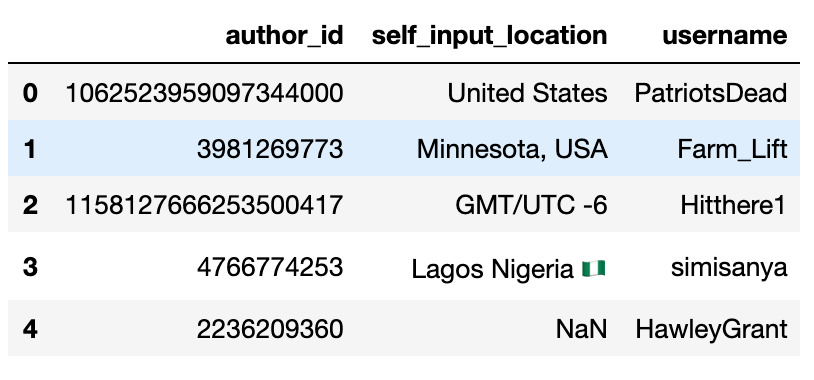 author_id self_input_location username
0 1062523959097344000 United States PatriotsDead
1 3981269773 Minnesota, USA Farm_Lift
2 1158127666253500417 GMT/UTC -6 Hitthere1
3 4766774253 Lagos Nigeria 🇳🇬 simisanya
4 2236209360 NaN HawleyGrant